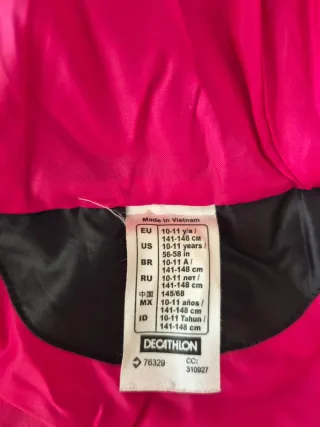 Made in Vietnam
EU 10-11 y/a /
141-148 CM
US 10-11 years /
56-58 in
BR 10-11 A /
141-148 cm
RU 10-11 лет /
141-148 cm
中国 145/68
MX 10-11 años /
141-148 cm
ID 10-11 Tahun /
141-148 cm
DECATHLON
76329 CC:
310927